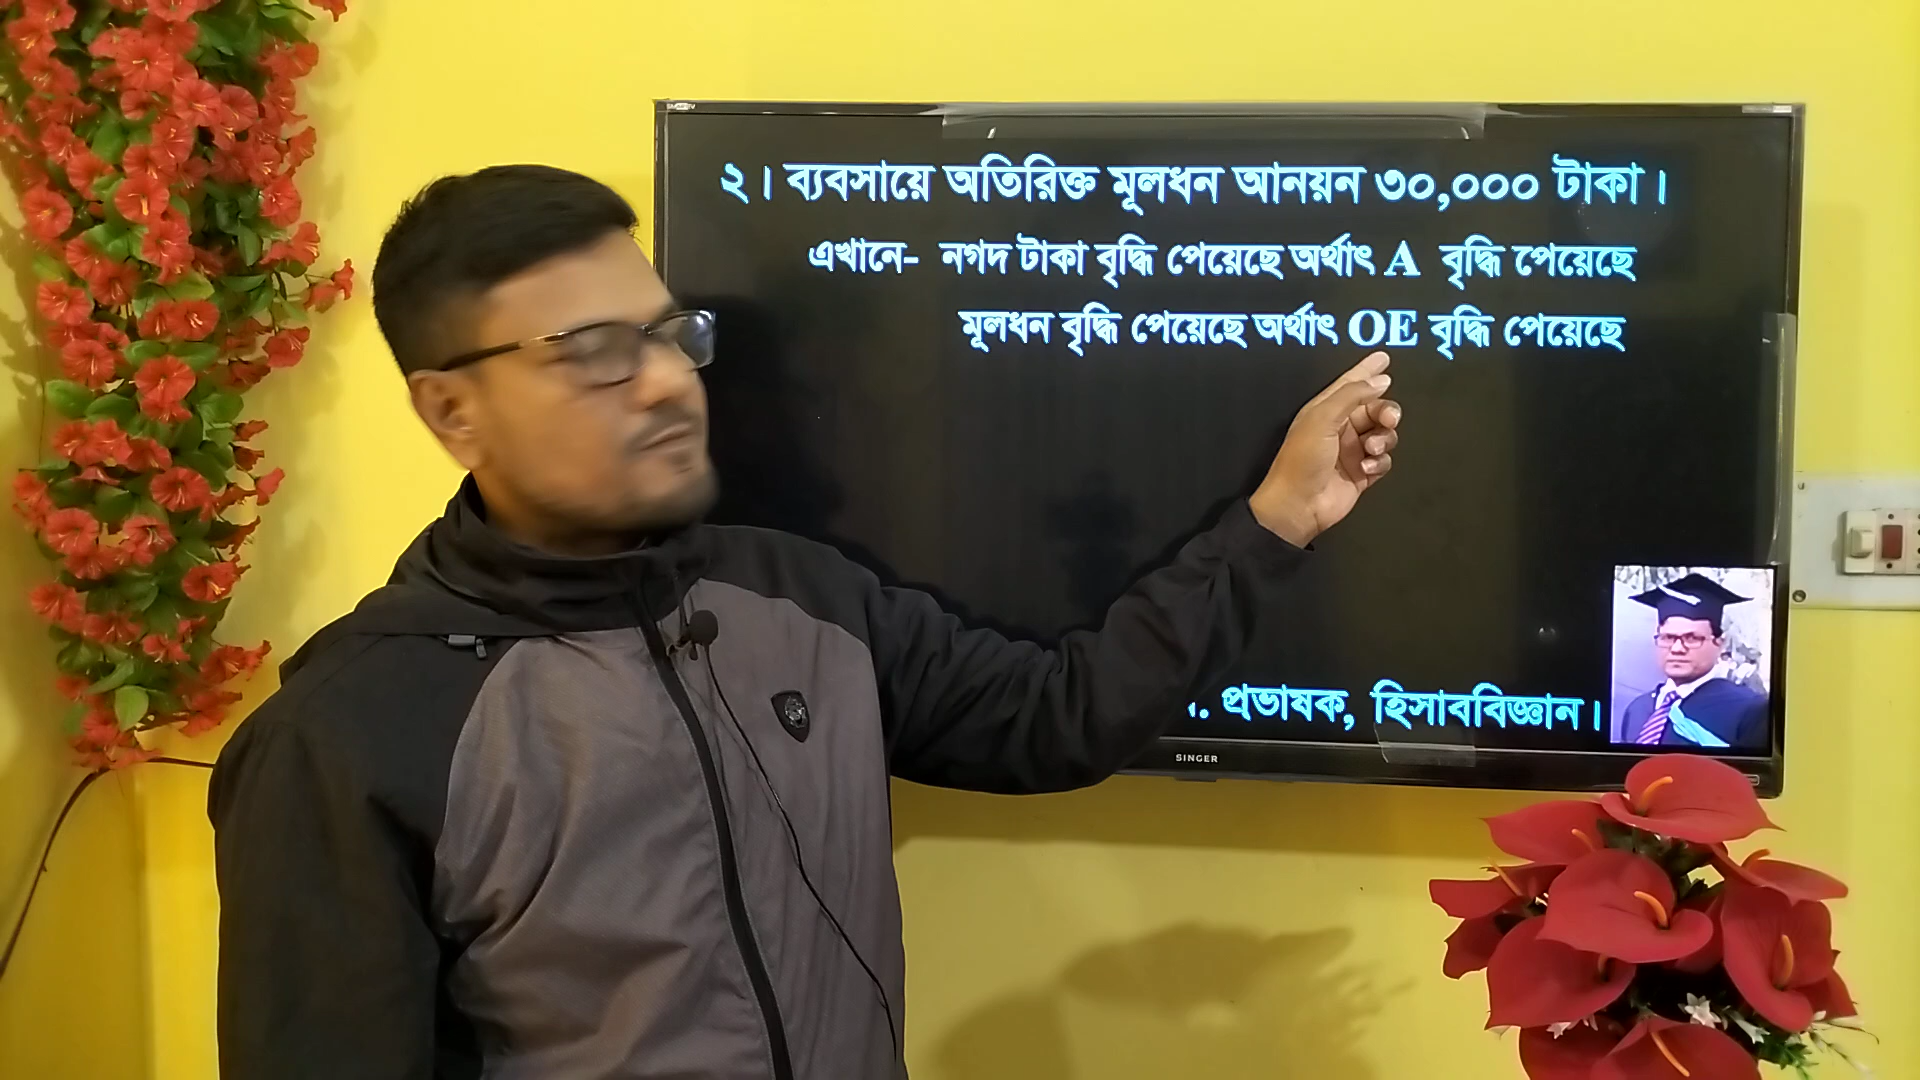 ২। ব্যবসায়ে অতিরিক্ত মূলধন আনয়ন ৩০,০০০ টাকা।
এখানে- নগদ টাকা বৃদ্ধি পেয়েছে অর্থাৎ A বৃদ্ধি পেয়েছে
মূলধন বৃদ্ধি পেয়েছে অর্থাৎ OE বৃদ্ধি পেয়েছে
প্রভাষক, হিসাববিজ্ঞান।
SINGER